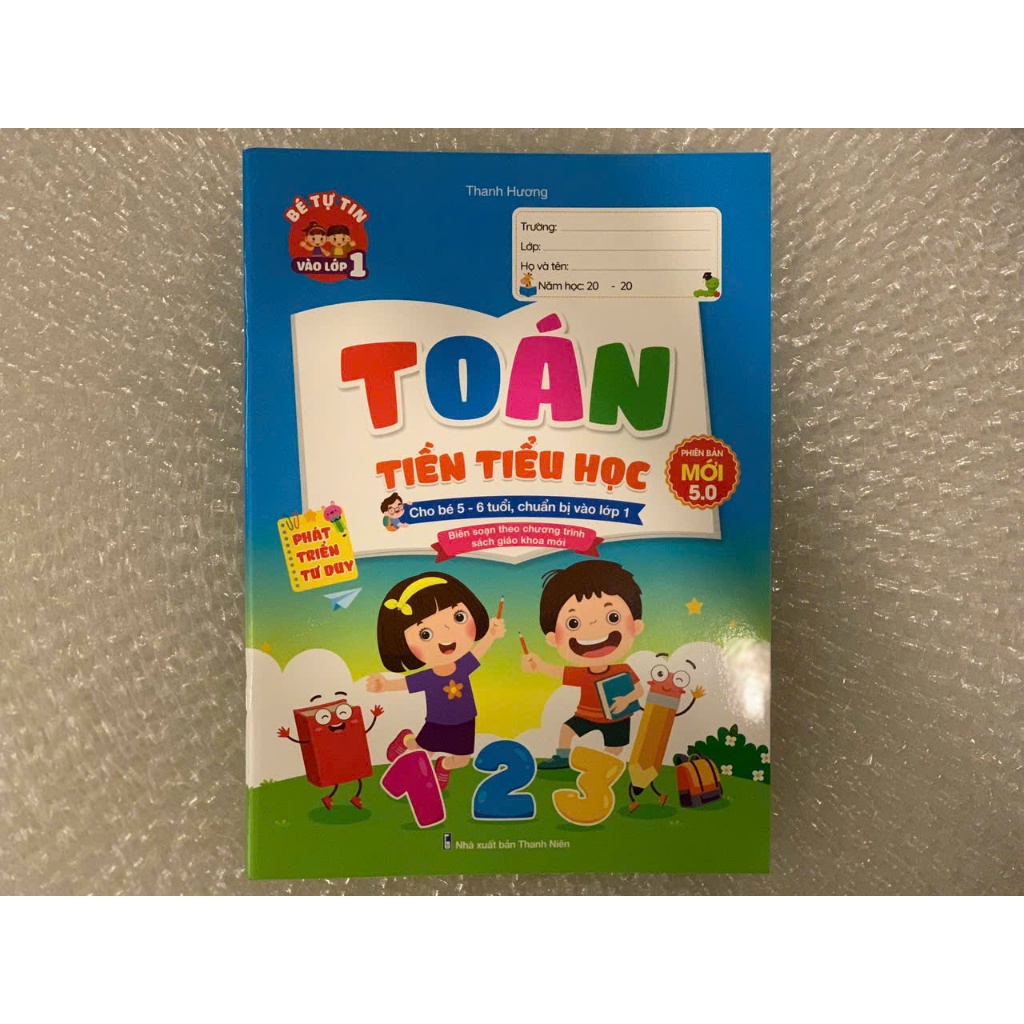 Thanh Hương
BÉ TỰ TIN
VÀO LỚP 1
Trường:
Lớp:
Họ và tên:
Năm học: 20 - 20
TOÁN
TIỀN TIỂU HỌC
PHIÊN BẢN
MỚI
5.0
Cho bé 5 - 6 tuổi, chuẩn bị vào lớp 1
Biên soạn theo chương trình
sách giáo khoa mới
PHÁT
TRIỂN
TƯ DUY
1 2 3
Nhà xuất bản Thanh Niên